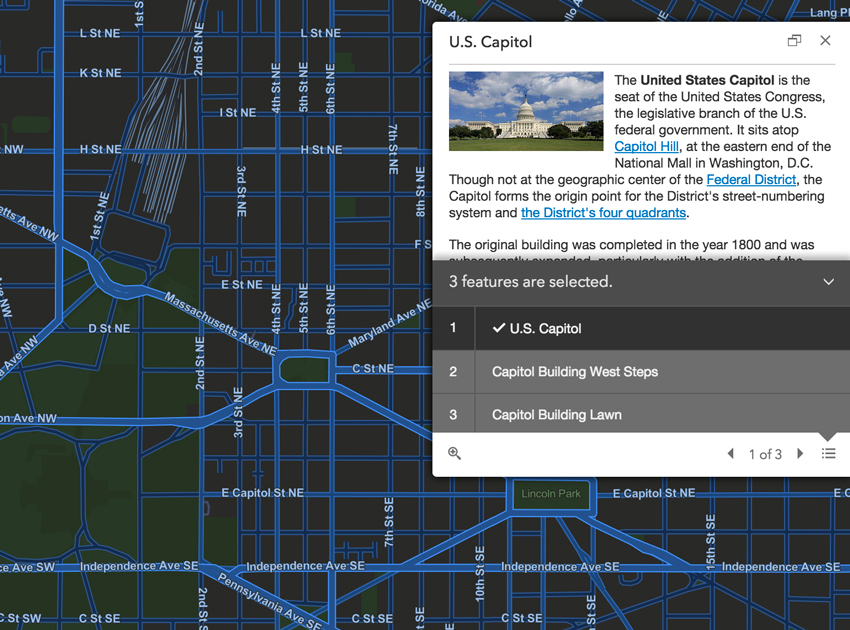 Lang Pl
L St NE
L St NE
2nd St NE
K St NE
4th St NE
5th St NE
6th St NE
I St NE
7th St NE
NW
H St NE
H St NE
3rd St NE
8th St NE
1st St NE
etts Ave NW
F S
E St NE
Massachusetts Ave NE
4th St NE
5th St NE
6th St NE
Maryland Ave NE
D St NE
2nd St NE
C St NE
3rd St NE
on Ave NW
U.S. Capitol
The United States Capitol is the
seat of the United States Congress,
the legislative branch of the U.S.
federal government. It sits atop
Capitol Hill, at the eastern end of the
National Mall in Washington, D.C.
Though not at the geographic center of the Federal District, the
Capitol forms the origin point for the District's street-numbering
system and the District's four quadrants.
The original building was completed in the year 1800 and was
subsequently expanded, particularly with the addition of the
3 features are selected.
1 U.S. Capitol
2 Capitol Building West Steps
3 Capitol Building Lawn
1 of 3
E Capitol St NE
Lincoln Park
E Capitol St NE
E C
7th St SE
15th St SE
10th St SE
ce Ave SW
Independence Ave SE
Independence Ave SE
Independence Ave SE
Independence Ave SE
Pennsylvania Ave SE
2nd S
C St SW
C St SE
C St SE
C St SE